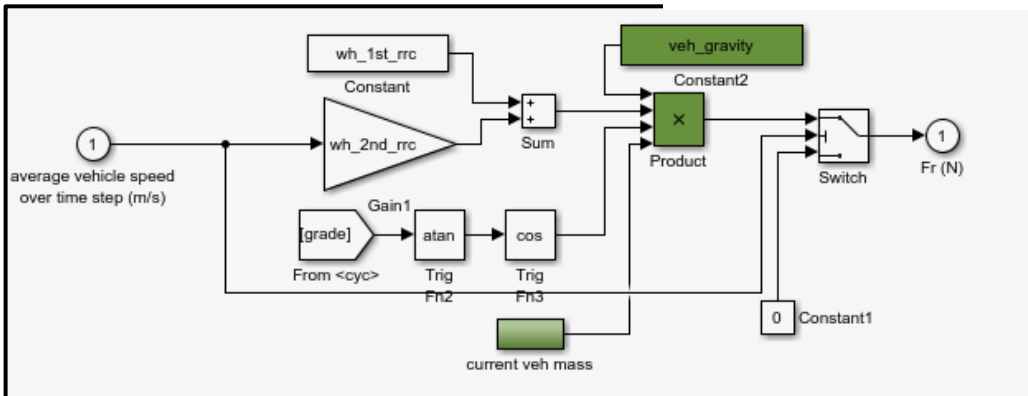 wh_1st_rrc
Constant
veh_gravity
Constant2
+
+
Sum
×
Product
1
average vehicle speed
over time step (m/s)
wh_2nd_rrc
Gain1
Switch
1
Fr (N)
[grade]
From <cyc>
atan
Trig
Fn2
cos
Trig
Fn3
0
Constant1
current veh mass